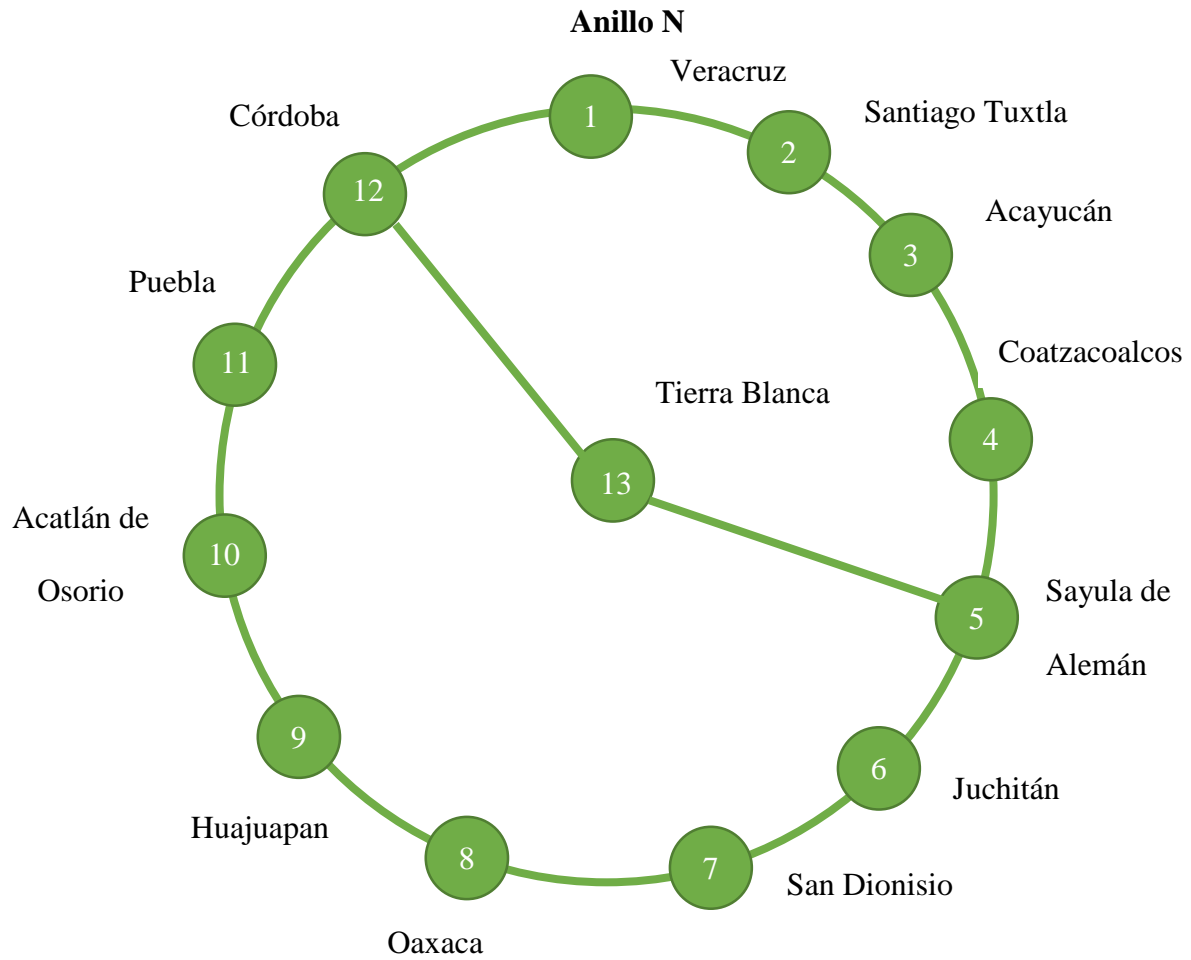 Anillo N
Veracruz
1
Santiago Tuxtla
Córdoba
2
12
Acayucán
3
Puebla
Coatzacoalcos
11
Tierra Blanca
4
13
Acatlán de
10
Osorio
Sayula de
5
Alemán
9
6
Juchitán
Huajuapan
8
7
San Dionisio
Oaxaca